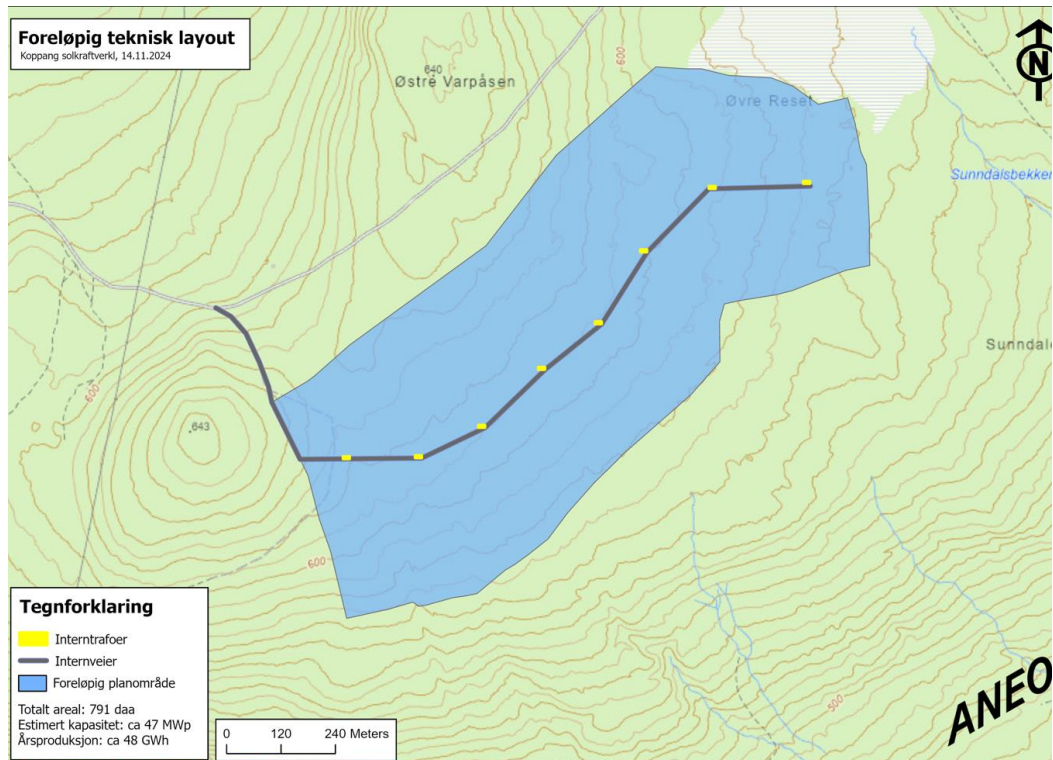 Foreløpig teknisk layout
Koppang solkraftverkl, 14.11.2024
N
640
Østre Varpåsen
600
Øvre Reset
Sunndalsbekken
Sunndale
600
643
600
500
Tegnforklaring
Interntrafoer
Internveier
Foreløpig planområde
Totalt areal: 791 daa
Estimert kapasitet: ca 47 MWp
Årsproduksjon: ca 48 GWh
0 120 240 Meters
ANEO